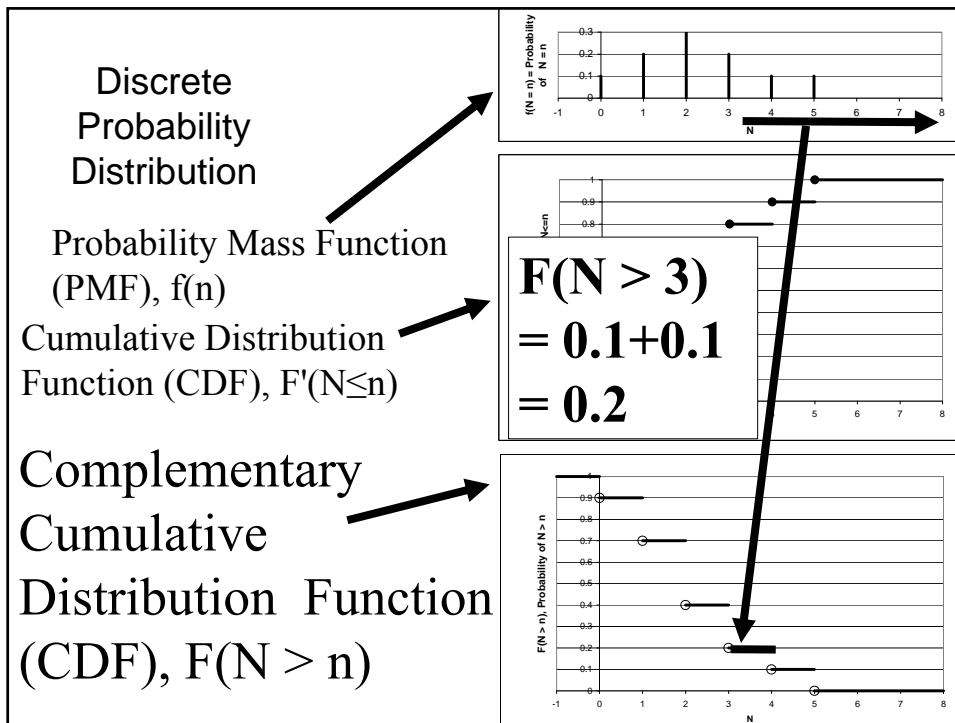 Discrete
Probability
Distribution
Probability Mass Function
(PMF), f(n)
Cumulative Distribution
Function (CDF), F'(N≤n)
Complementary
Cumulative
Distribution Function
(CDF), F(N > n)
f(N = n) = Probability
of N = n
0.3
0.2
0.1
0
-1 0 1 2 3 4 5 6 7 8
N
N<=n
1
0.9
0.8
F(N > 3)
= 0.1+0.1
= 0.2
5 6 7 8
F(N > n), Probability of N > n
0.9
0.8
0.7
0.6
0.5
0.4
0.3
0.2
0.1
0
-1 0 1 2 3 4 5 6 7 8
N